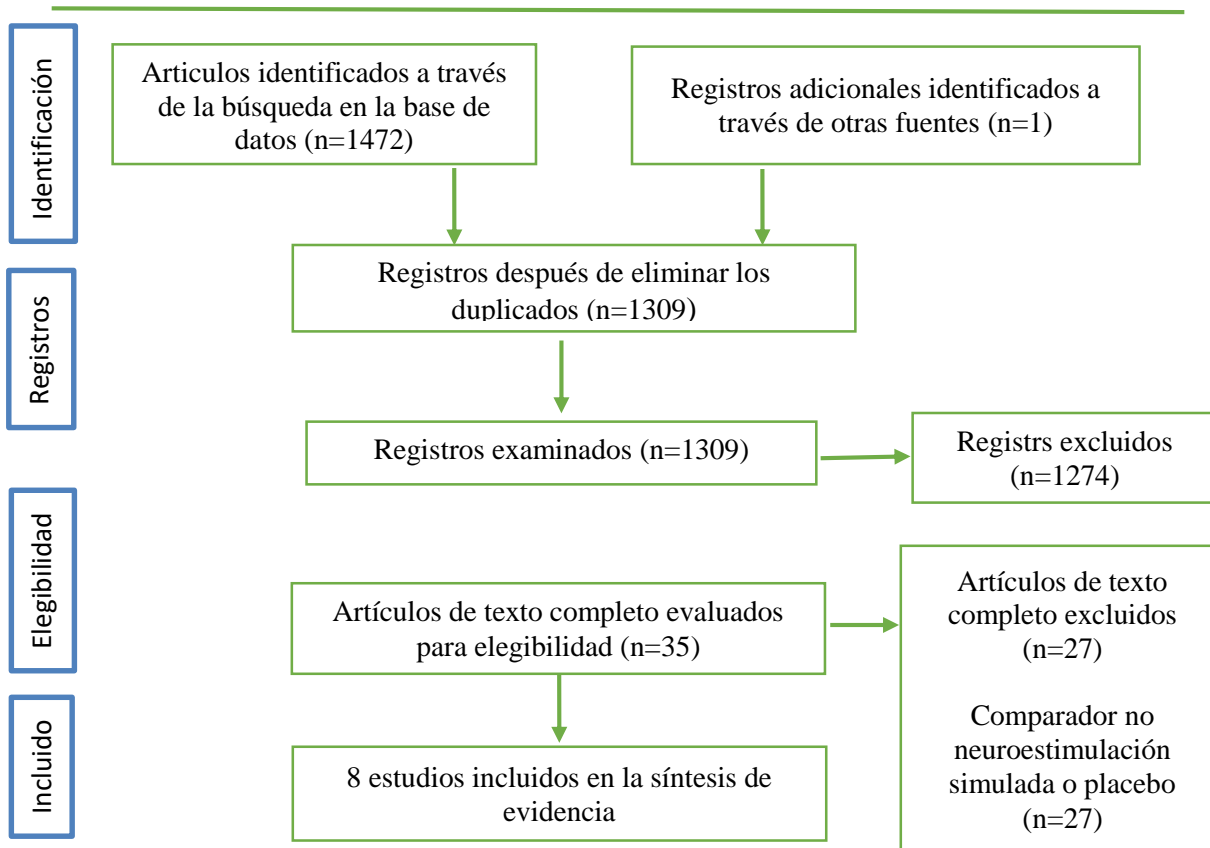 Identificación
Articulos identificados a través
de la búsqueda en la base de
datos (n=1472)
Registros adicionales identificados a
través de otras fuentes (n=1)
Registros
Registros después de eliminar los
duplicados (n=1309)
Registros examinados (n=1309)
Registrs excluidos
(n=1274)
Elegibilidad
Artículos de texto completo evaluados
para elegibilidad (n=35)
Artículos de texto
completo excluidos
(n=27)
Comparador no
neuroestimulación
simulada o placebo
(n=27)
Incluido
8 estudios incluidos en la síntesis de
evidencia